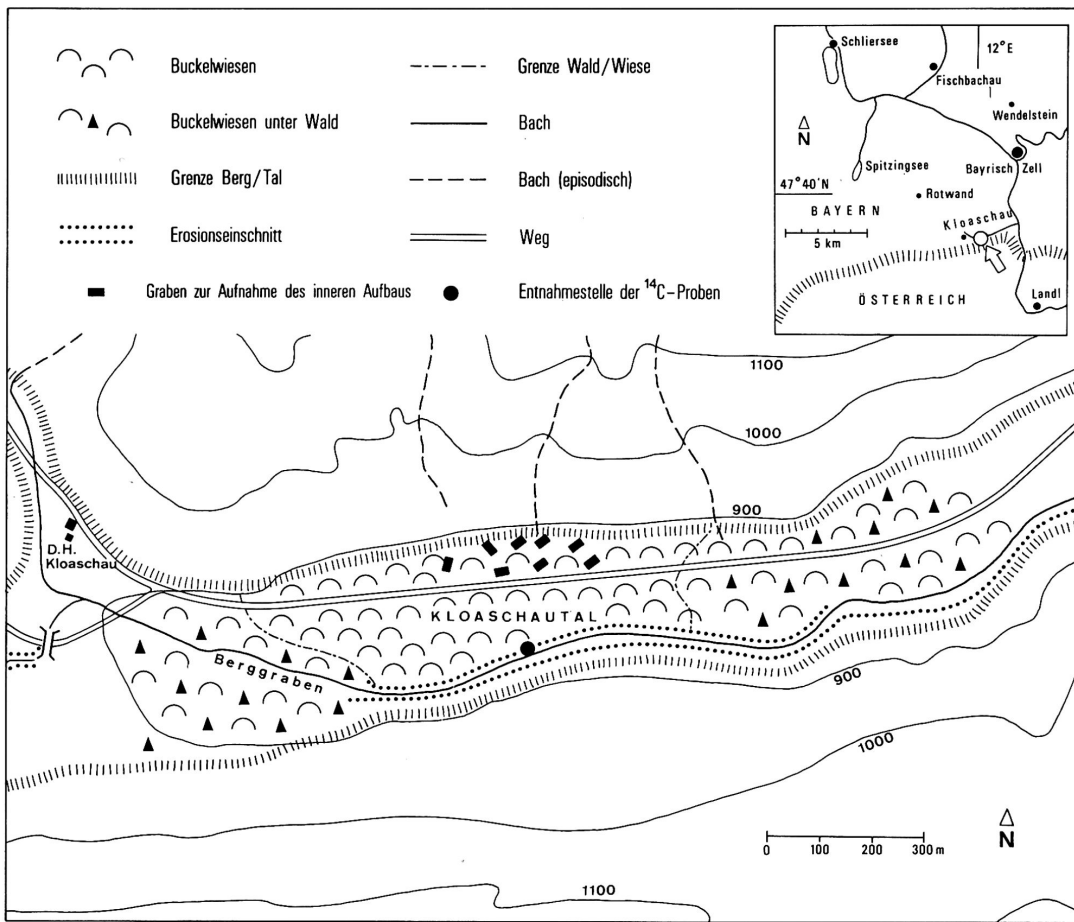 Buckelwiesen
Buckelwiesen unter Wald
Grenze Berg/Tal
Erosionseinschnitt
Graben zur Aufnahme des inneren Aufbaus
Grenze Wald/Wiese
Bach
Bach (episodisch)
Weg
Entnahmestelle der ¹⁴C-Proben
Schliersee
12°E
Fischbachau
Wendelstein
N
Spitzingsee
Bayrisch Zell
47°40'N
Rotwand
BAYERN
Kloaschau
5 km
ÖSTERREICH
Landl
1100
1000
900
D.H.
Kloaschau
KLOASCHAUTAL
Berggraben
900
1000
N
0 100 200 300 m
1100